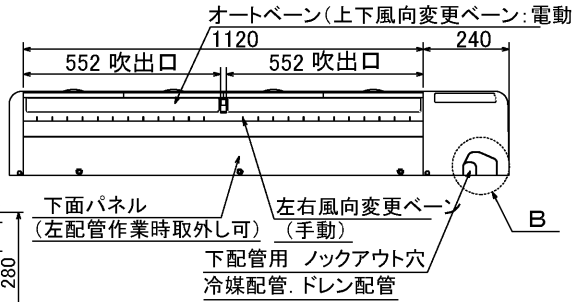 オートベーン(上下風向変更ベーン:電動
1120
240
552 吹出口
552 吹出口
下面パネル
(左配管作業時取外し可)
左右風向変更ベーン
(手動)
B
下配管用 ノックアウト穴
冷媒配管.ドレン配管
280